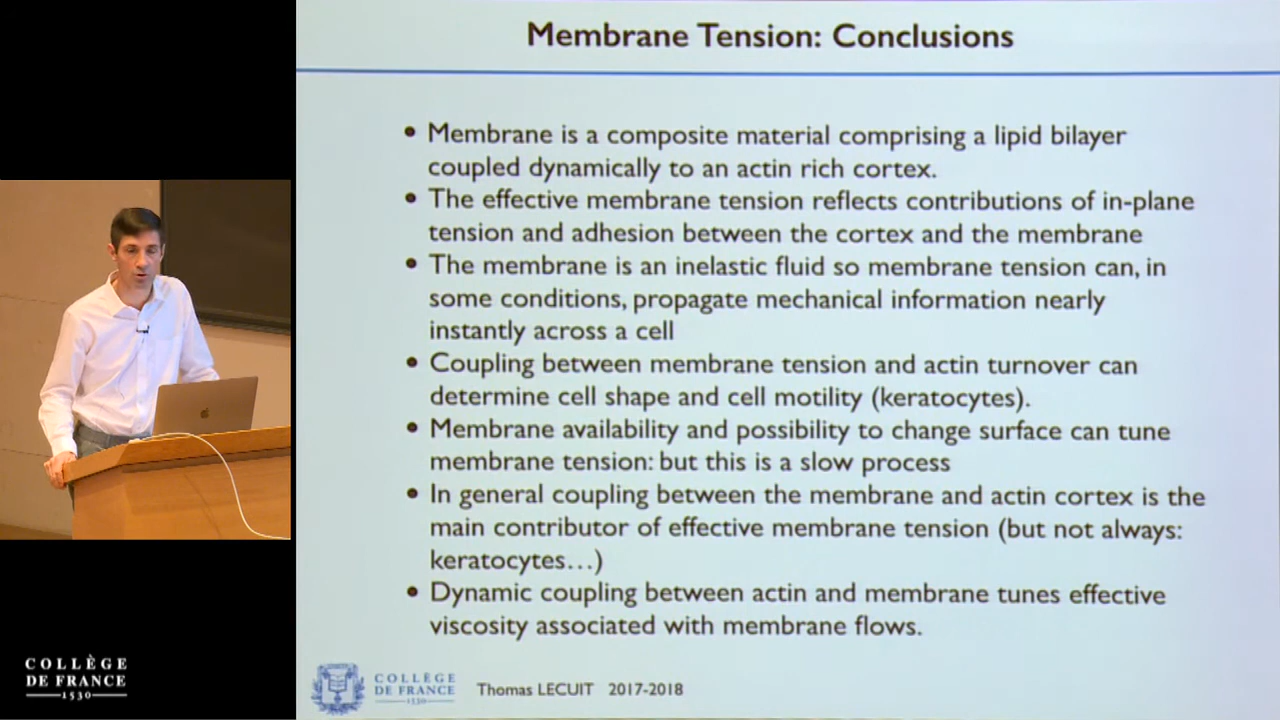 Membrane Tension: Conclusions
• Membrane is a composite material comprising a lipid bilayer
coupled dynamically to an actin rich cortex.
• The effective membrane tension reflects contributions of in-plane
tension and adhesion between the cortex and the membrane
• The membrane is an inelastic fluid so membrane tension can, in
some conditions, propagate mechanical information nearly
instantly across a cell
• Coupling between membrane tension and actin turnover can
determine cell shape and cell motility (keratocytes).
• Membrane availability and possibility to change surface can tune
membrane tension: but this is a slow process
• In general coupling between the membrane and actin cortex is the
main contributor of effective membrane tension (but not always:
keratocytes...)
• Dynamic coupling between actin and membrane tunes effective
viscosity associated with membrane flows.
COLLÈGE
DE FRANCE
1530
COLLÈGE
DE FRANCE
1530
Thomas LECUIT 2017-2018